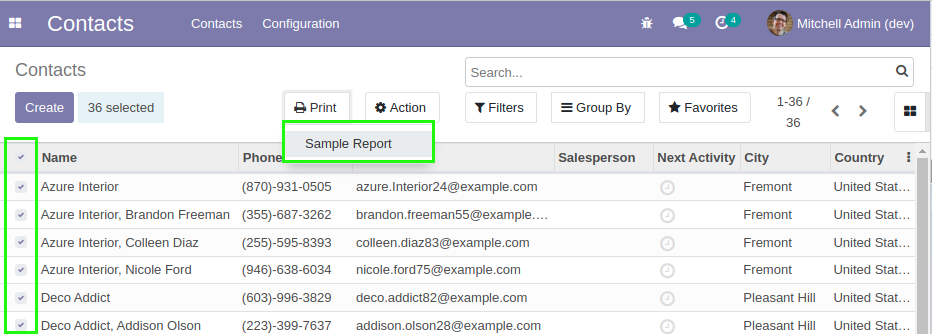 Contacts Contacts Configuration 5 4 Mitchell Admin (dev)
Contacts Search...
Create 36 selected Print Action Filters Group By Favorites 1-36 / 36
Sample Report
Name Phon Salesperson Next Activity City Country
Azure Interior (870)-931-0505 azure.Interior24@example.com Fremont United Stat...
Azure Interior, Brandon Freeman (355)-687-3262 brandon.freeman55@example.... Fremont United Stat...
Azure Interior, Colleen Diaz (255)-595-8393 colleen.diaz83@example.com Fremont United Stat...
Azure Interior, Nicole Ford (946)-638-6034 nicole.ford75@example.com Fremont United Stat...
Deco Addict (603)-996-3829 deco.addict82@example.com Pleasant Hill United Stat...
Deco Addict, Addison Olson (223)-399-7637 addison.olson28@example.com Pleasant Hill United Stat...